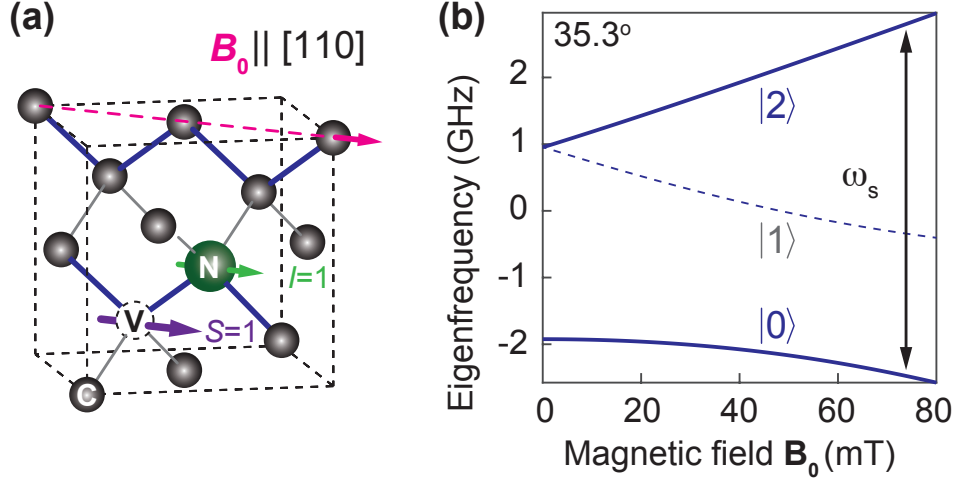 (a)
B₀ || [110]
N
I=1
V
S=1
C
(b)
35.3°
Eigenfrequency (GHz)
2
1
0
-1
-2
|2⟩
|1⟩
|0⟩
ωs
0 20 40 60 80
Magnetic field B₀ (mT)